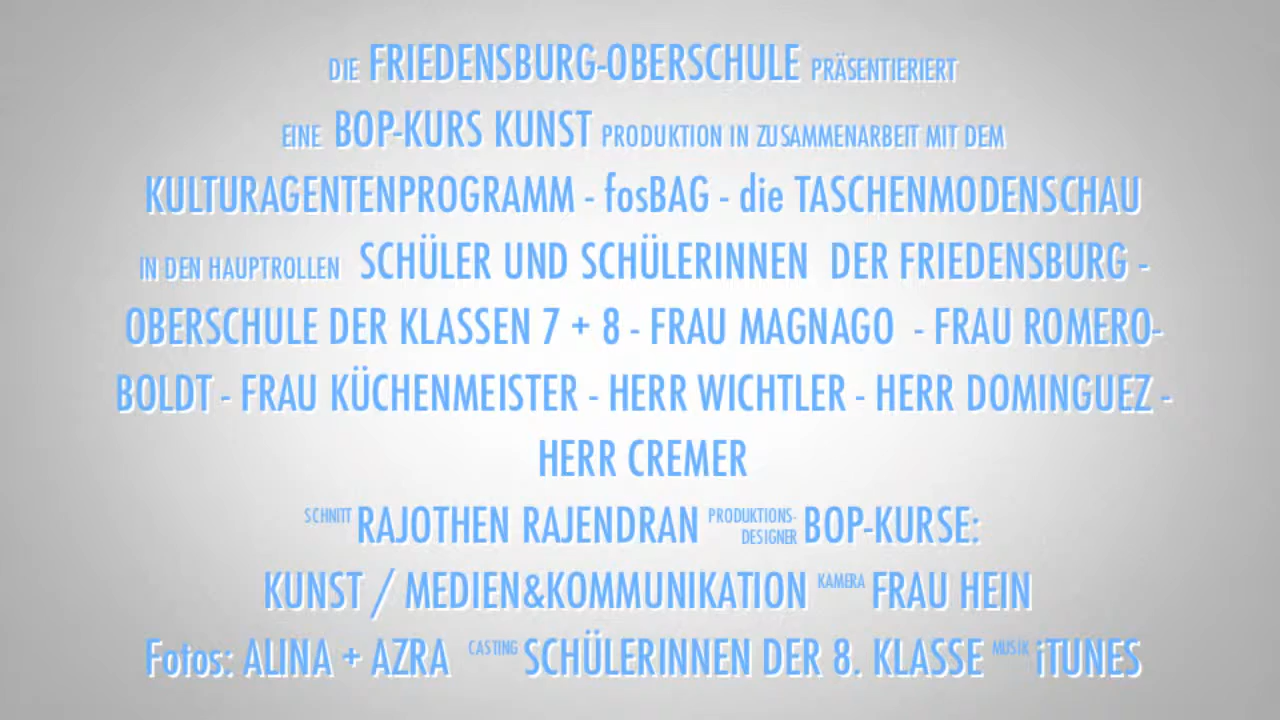 DIE FRIEDENSBURG-OBERSCHULE PRÄSENTIERIERT
EINE BOP-KURS KUNST PRODUKTION IN ZUSAMMENARBEIT MIT DEM
KULTURAGENTENPROGRAMM - fosBAG - die TASCHENMODENSCHAU
IN DEN HAUPTROLLEN SCHÜLER UND SCHÜLERINNEN DER FRIEDENSBURG -
OBERSCHULE DER KLASSEN 7 + 8 - FRAU MAGNAGO - FRAU ROMERO-
BOLDT - FRAU KÜCHENMEISTER - HERR WICHTLER - HERR DOMINGUEZ -
HERR CREMER
SCHNITT RAJOTHEN RAJENDRAN PRODUKTIONS-DESIGNER BOP-KURSE:
KUNST / MEDIEN&KOMMUNIKATION KAMERA FRAU HEIN
Fotos: ALINA + AZRA CASTING SCHÜLERINNEN DER 8. KLASSE MUSIK iTUNES